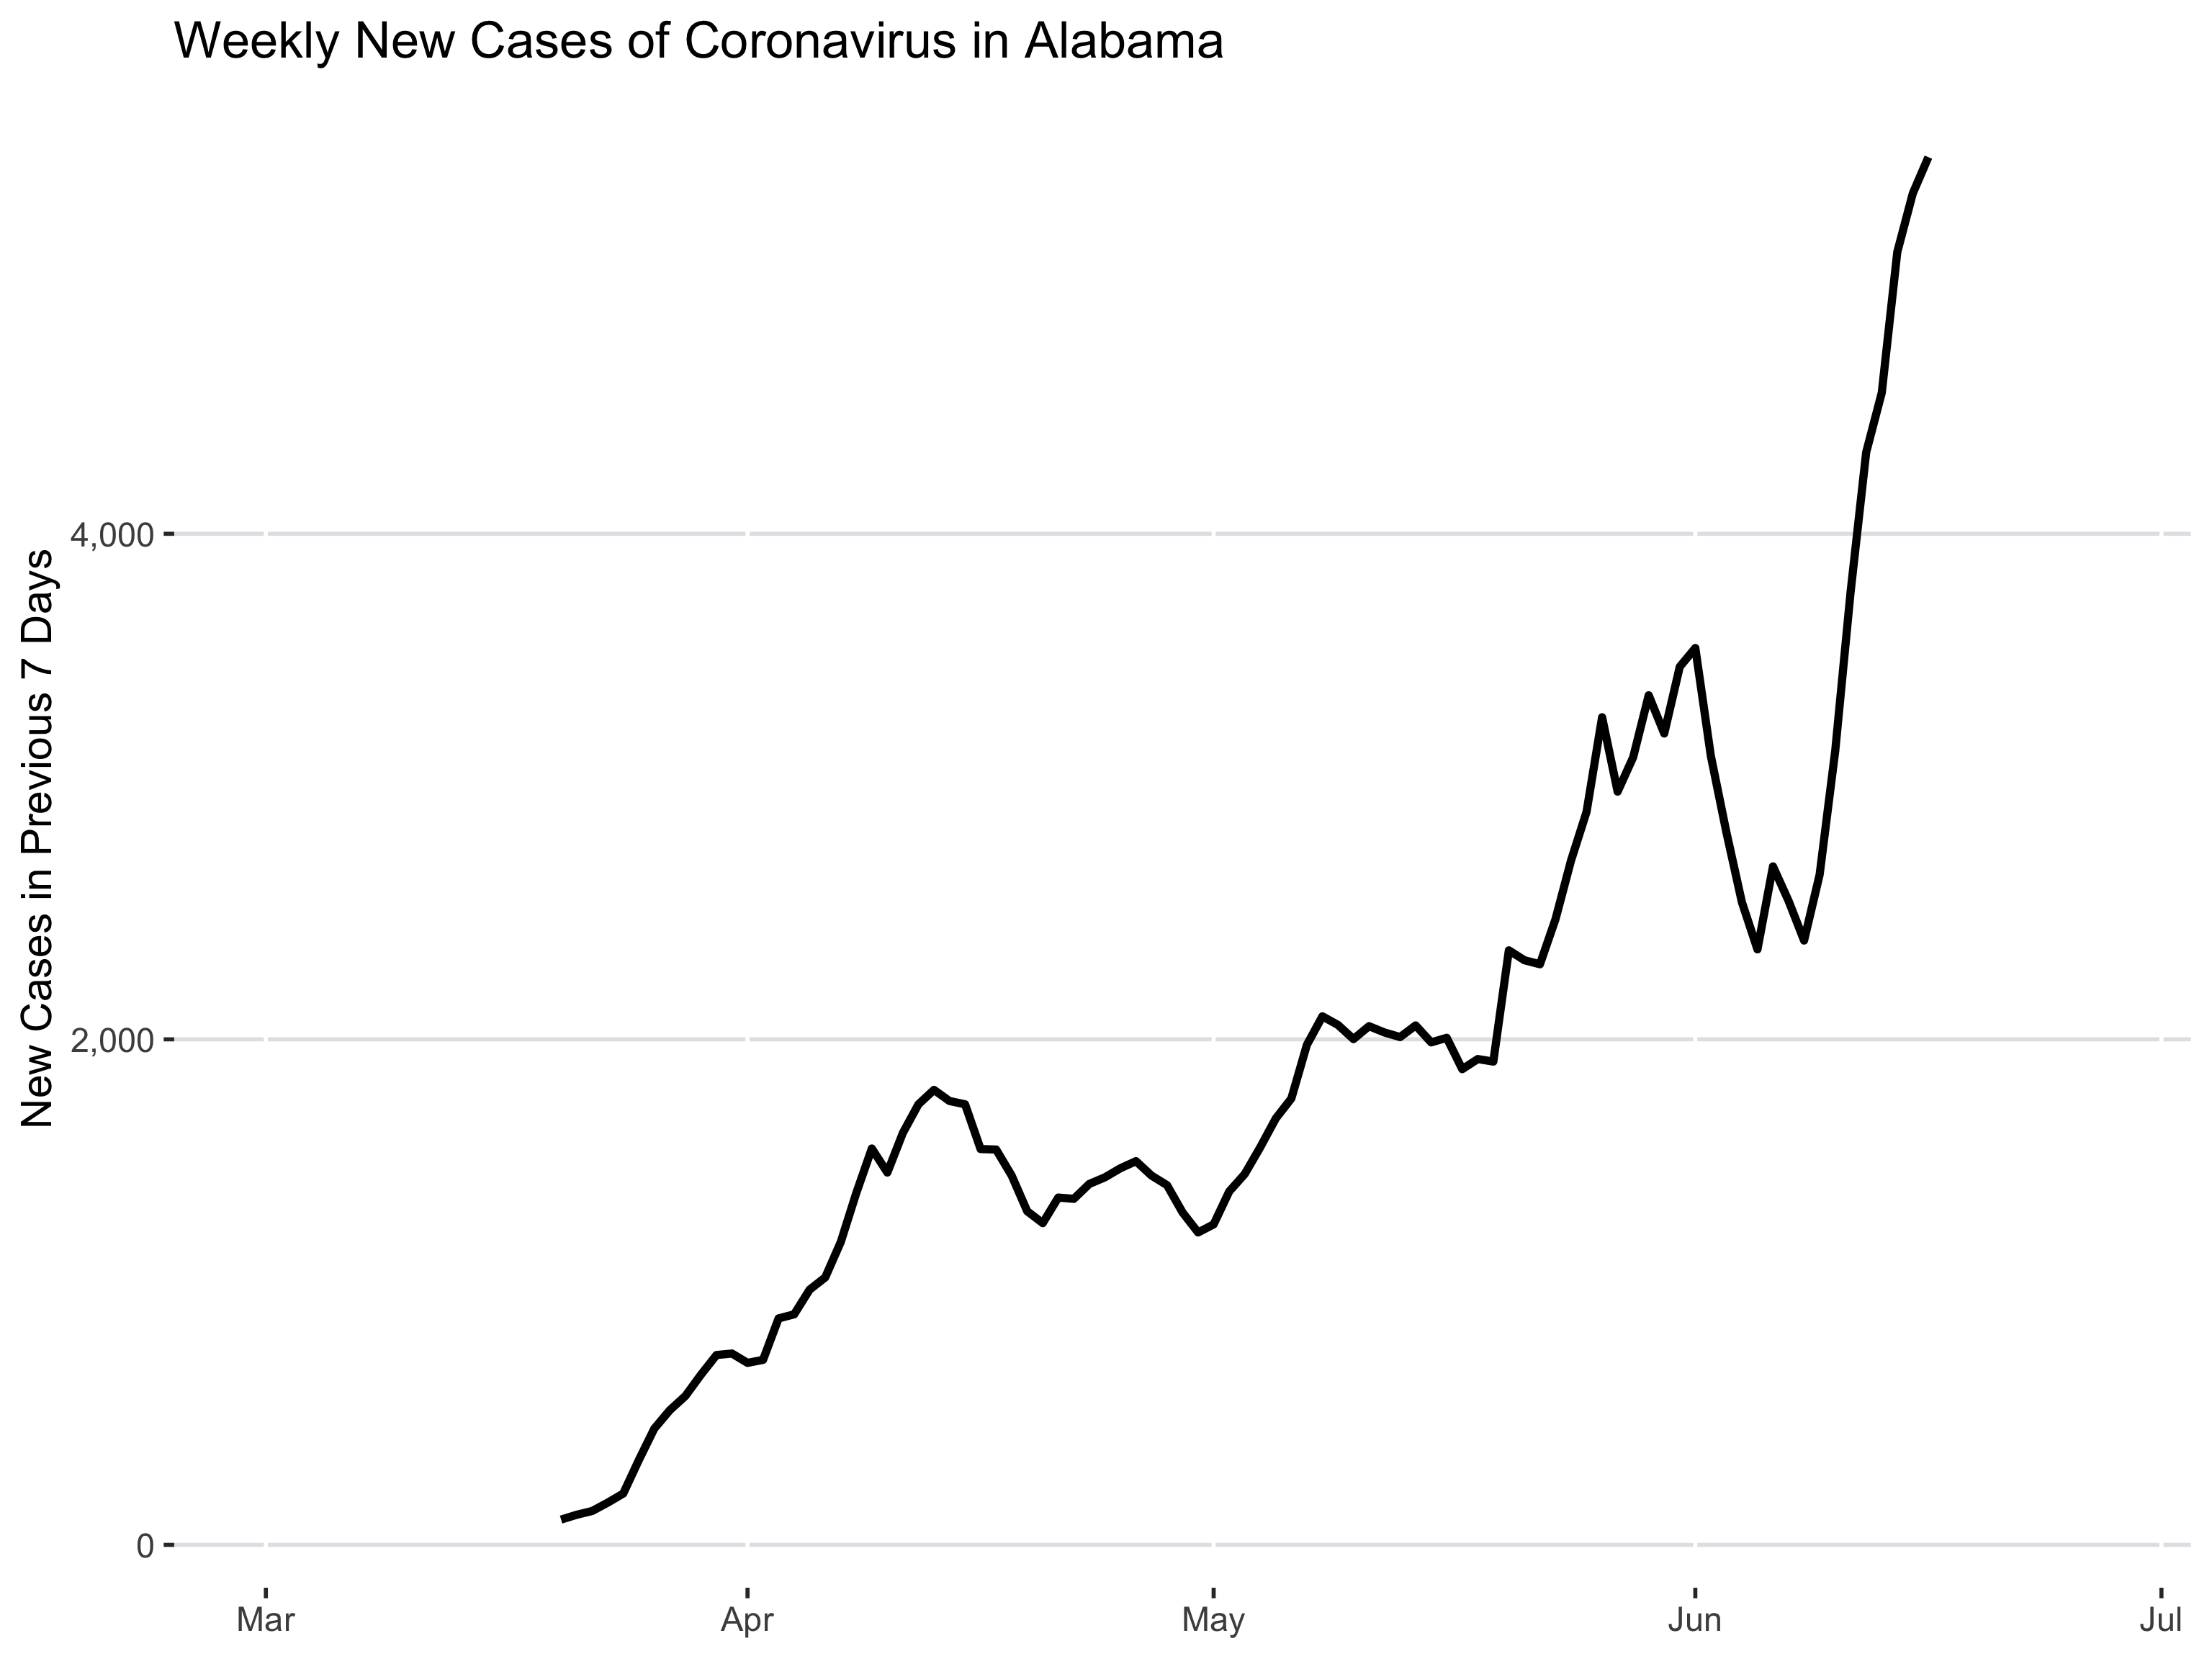 Weekly New Cases of Coronavirus in Alabama
New Cases in Previous 7 Days
4,000
2,000
0
Mar
Apr
May
Jun
Jul